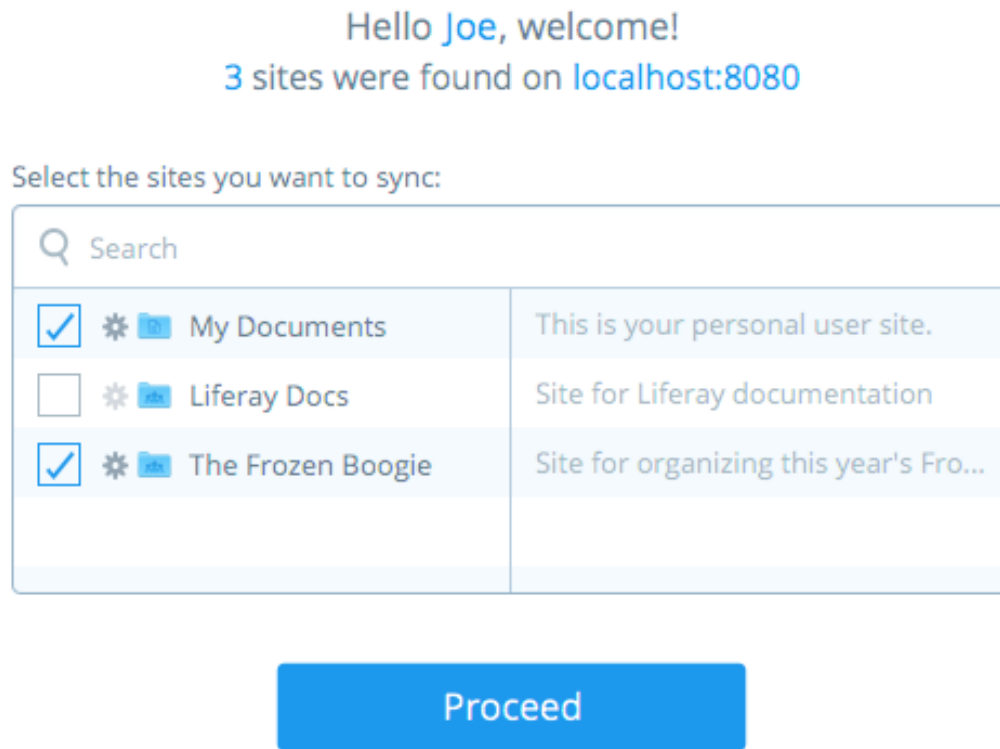 Hello Joe, welcome!
3 sites were found on localhost:8080
Select the sites you want to sync:
Search
My Documents This is your personal user site.
Liferay Docs Site for Liferay documentation
The Frozen Boogie Site for organizing this year's Fro...
Proceed